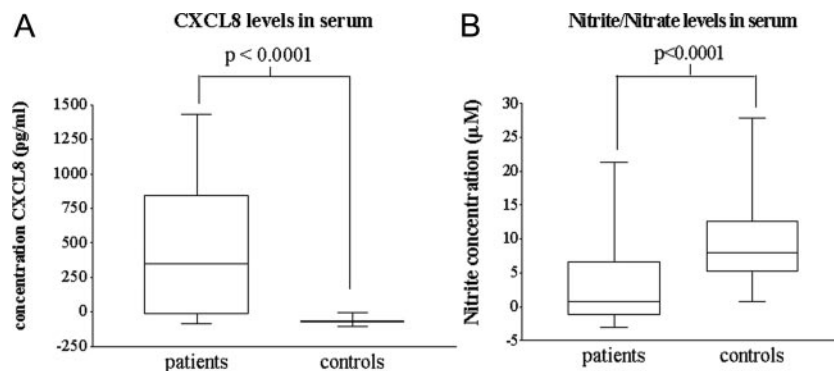 A
CXCL8 levels in serum
p < 0.0001
concentration CXCL8 (pg/ml)
1500
1250
750
500
250
0
-250
patients
controls
B
Nitrite/Nitrate levels in serum
p<0.0001
Nitrite concentration (μM)
30
20
15
10
5
0
-5
patients
controls